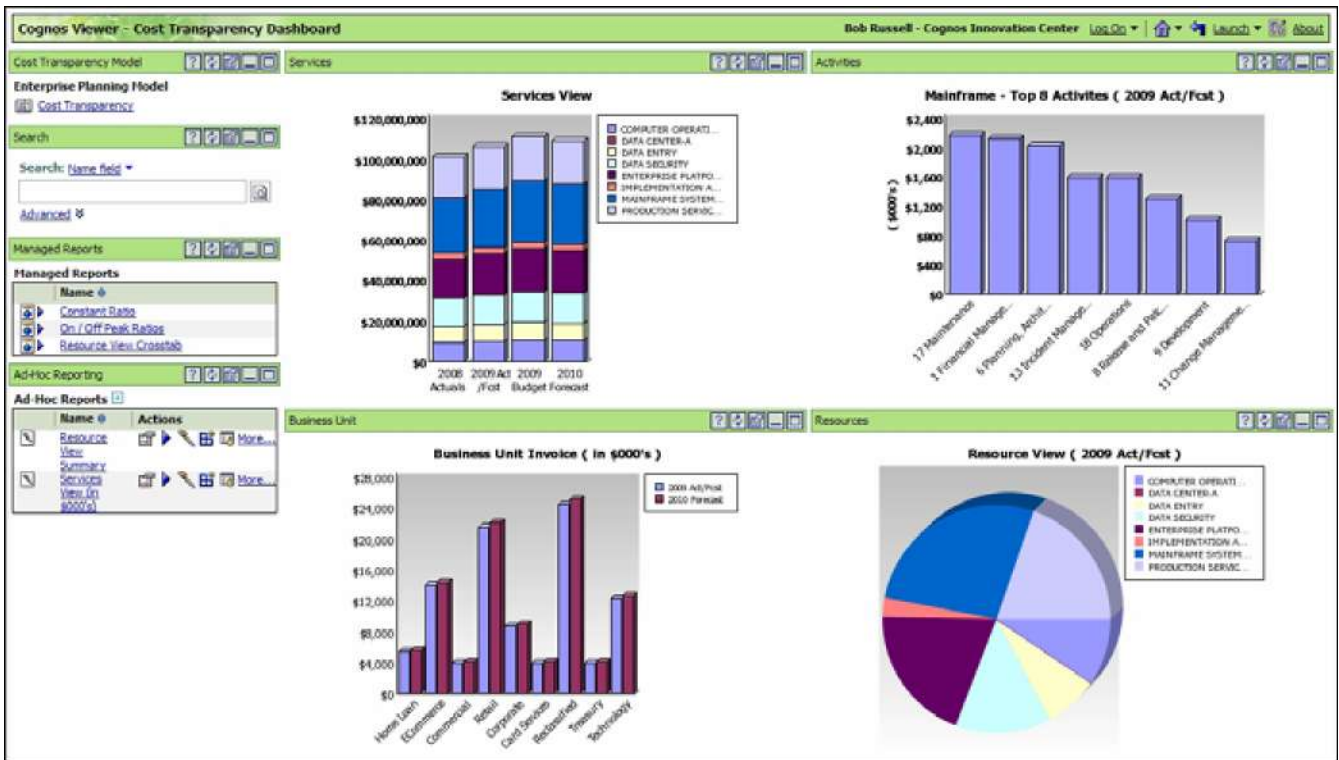 Cognos Viewer - Cost Transparency Dashboard
Bob Russell - Cognos Innovation Center Log On Launch About
Cost Transparency Model
Enterprise Planning Model
Cost Transparency
Search
Search: Name field
Advanced
Managed Reports
Managed Reports
Name
Constant Ratio
On / Off Peak Ratios
Resource View Crosstab
Ad-Hoc Reporting
Ad-Hoc Reports
Name Actions
Resource View Summary More...
Services View (in $000's) More...
Services
Services View
$120,000,000
$100,000,000
$80,000,000
$60,000,000
$40,000,000
$20,000,000
$0
2008 Actuals
2009 Act /Fcst
2009 Budget
2010 Forecast
COMPUTER OPERATI...
DATA CENTER-A
DATA ENTRY
DATA SECURITY
ENTERPRISE PLATFO...
IMPLEMENTATION A...
MAINFRAME SYSTEM...
PRODUCTION SERVIC...
Activities
Mainframe - Top 8 Activites ( 2009 Act/Fcst )
($000's)
$2,400
$2,000
$1,600
$1,200
$800
$400
$0
17 Maintenance
1 Financial Manage...
6 Planning, Archit...
13 Incident Manage...
18 Operations
8 Release and Patc...
9 Development
11 Change Manageme...
Business Unit
Business Unit Invoice ( in $000's )
$28,000
$24,000
$20,000
$16,000
$12,000
$8,000
$4,000
$0
Home Loan
ECommerce
Commercial
Retail
Corporate
Card Services
Reclassified
Treasury
Technology
2009 Act/Fcst
2010 Forecast
Resources
Resource View ( 2009 Act/Fcst )
COMPUTER OPERATI...
DATA CENTER-A
DATA ENTRY
DATA SECURITY
ENTERPRISE PLATFO...
IMPLEMENTATION A...
MAINFRAME SYSTEM...
PRODUCTION SERVIC...